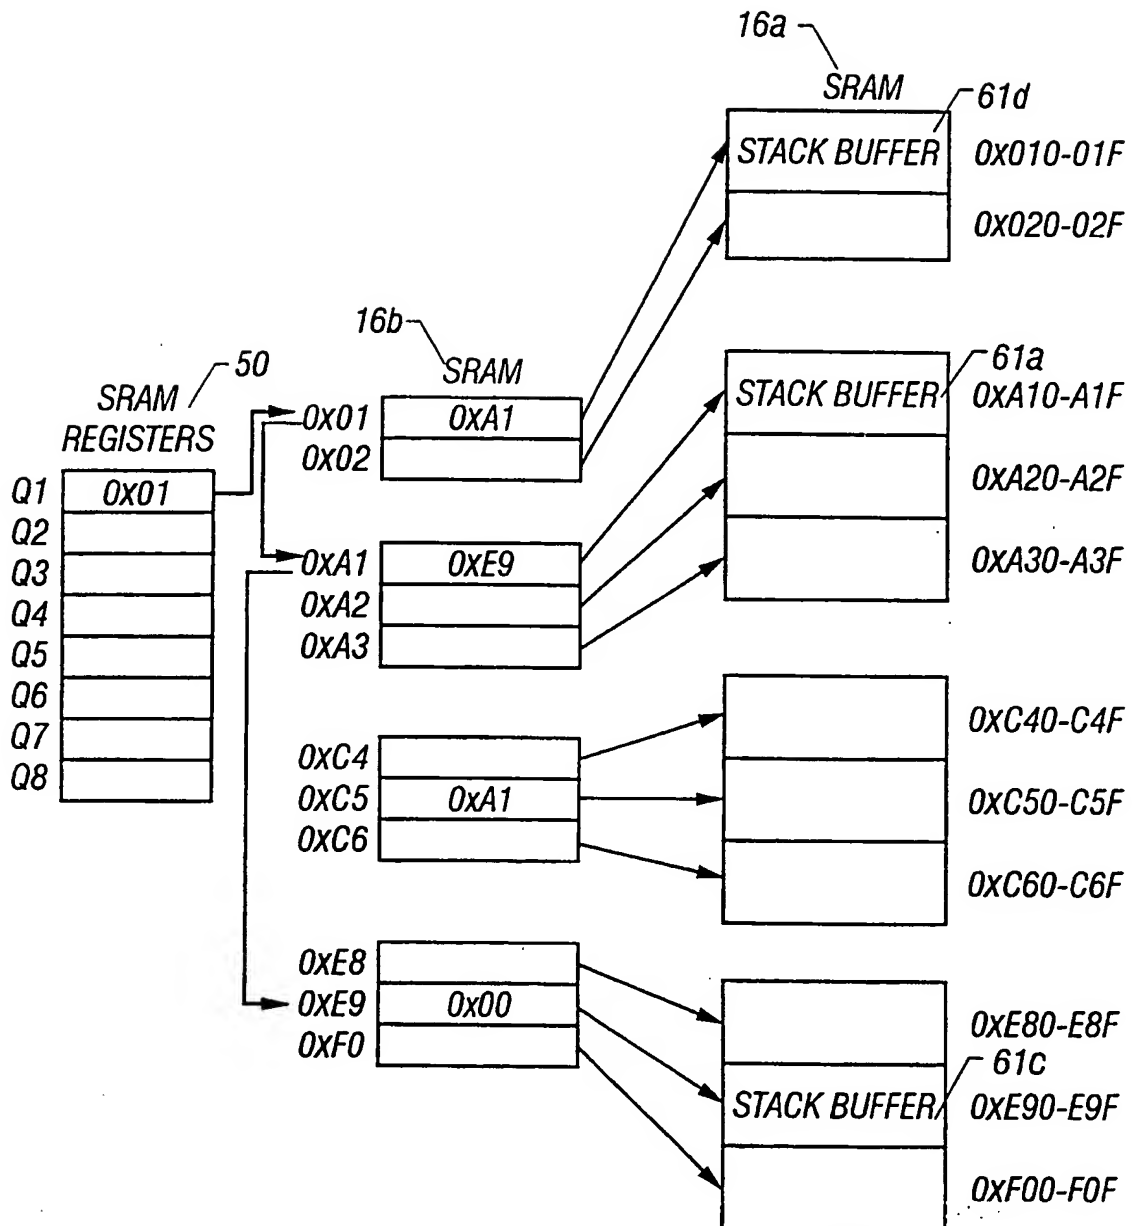 16a
SRAM
61d
STACK BUFFER
0X010-01F
0X020-02F
16b
SRAM
50
SRAM
REGISTERS
Q1
0X01
Q2
Q3
Q4
Q5
Q6
Q7
Q8
0X01
0XA1
0X02
0XA1
0XE9
0XA2
0XA3
61a
STACK BUFFER
0XA10-A1F
0XA20-A2F
0XA30-A3F
0XC4
0XC5
0XA1
0XC6
0XC40-C4F
0XC50-C5F
0XC60-C6F
0XE8
0XE9
0X00
0XF0
0XE80-E8F
61c
STACK BUFFER
0XE90-E9F
0XF00-F0F